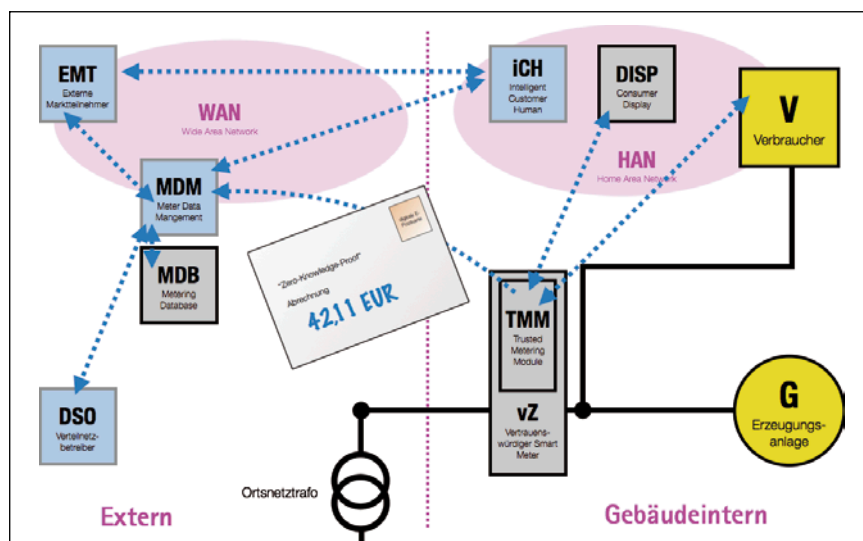 EMT
Externe
Marktteilnehmer
WAN
Wide Area Network
iCH
Intelligent
Customer
Human
DISP
Consumer
Display
V
Verbraucher
HAN
Home Area Network
MDM
Meter Data
Mangement
MDB
Metering
Database
digitale E-
Postkarte
"Zero-Knowledge-Proof"
Abrechnung
42,11 EUR
TMM
Trusted
Metering
Module
vZ
Vertrauens-
würdiger Smart
Meter
G
Erzeugungs-
anlage
DSO
Verteilnetz-
betreiber
Ortsnetztrafo
Extern
Gebäudeintern